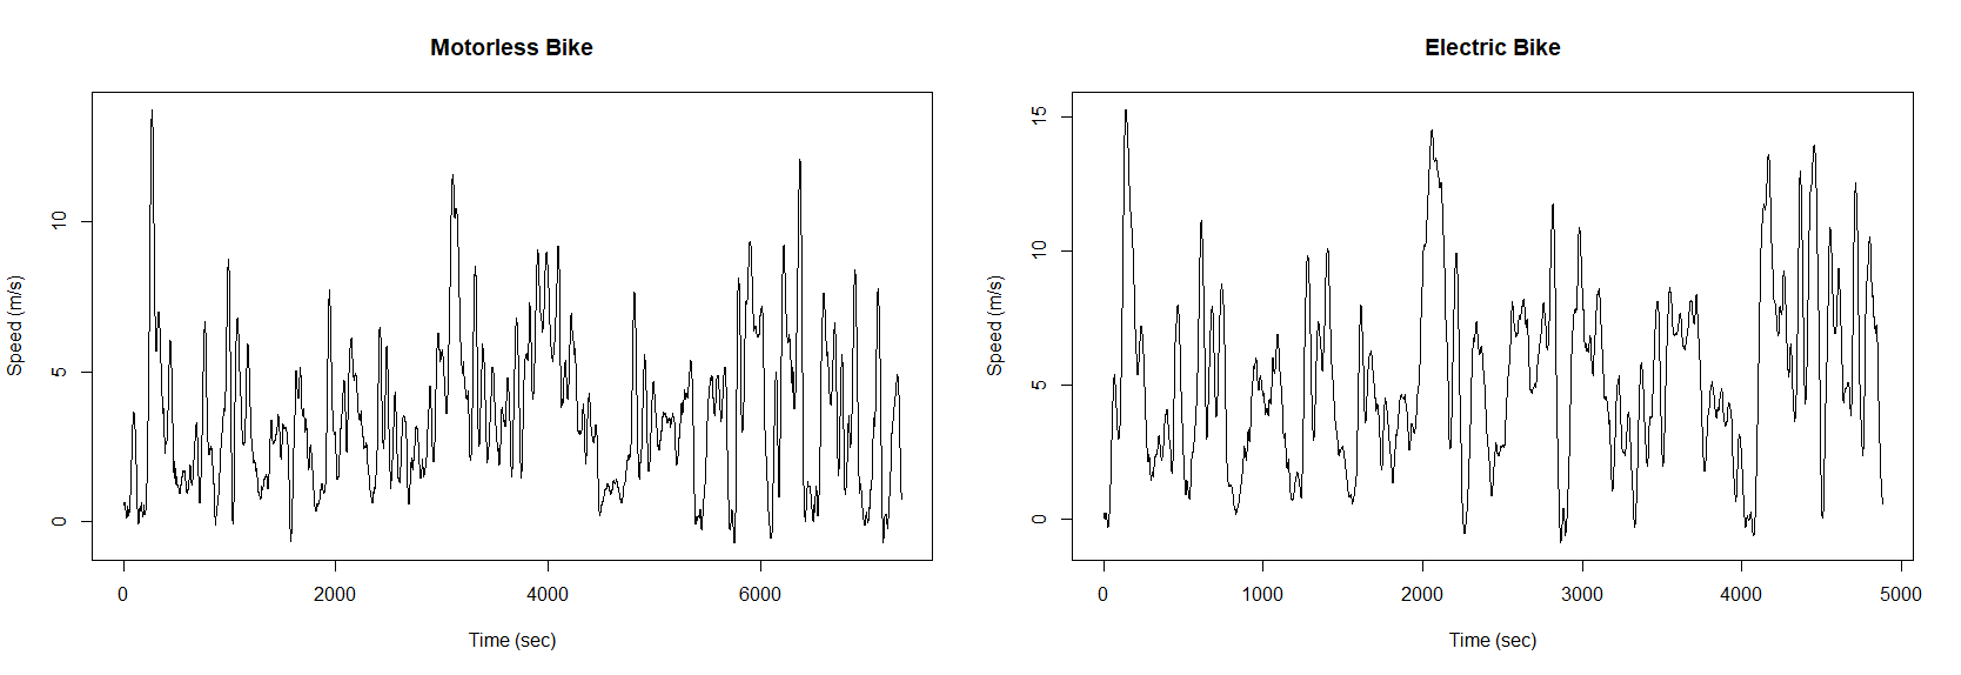 Motorless Bike
Speed (m/s)
10
5
0
0 2000 4000 6000
Time (sec)
Electric Bike
Speed (m/s)
15
10
5
0
0 1000 2000 3000 4000 5000
Time (sec)